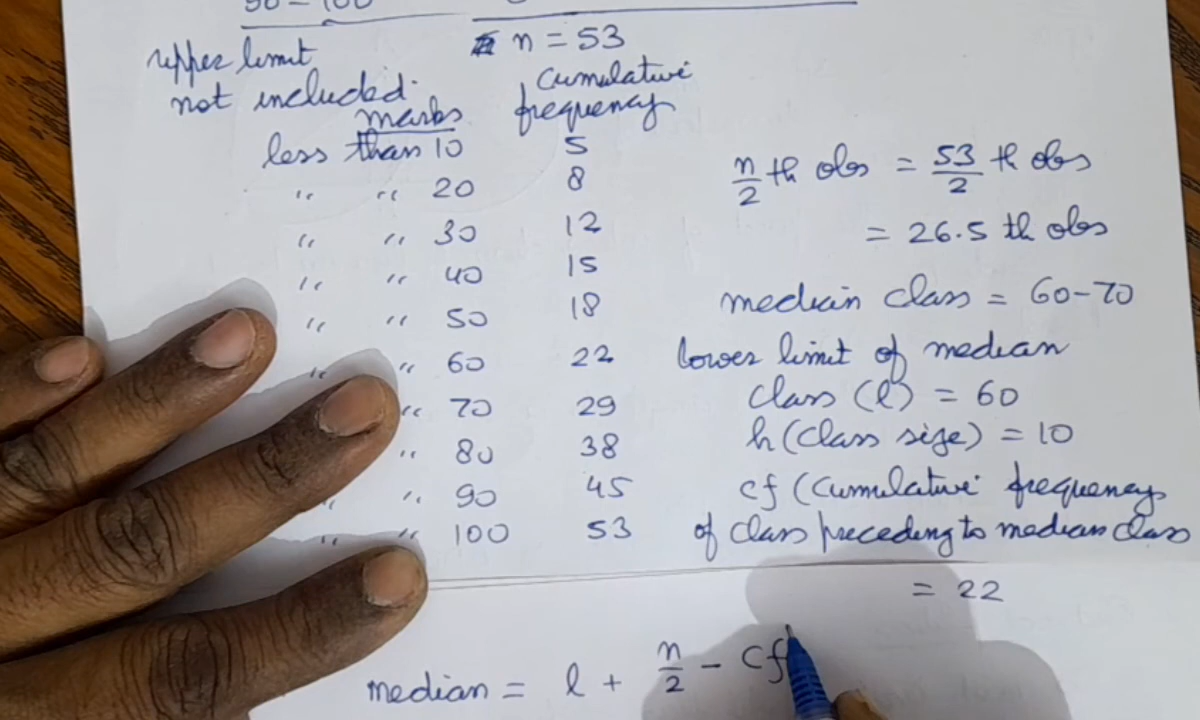 90 - 100
n = 53
upper limit
not included.
marks
cumulative
frequency
less than 10 5
" " 20 8
" " 30 12
" " 40 15
" " 50 18
" " 60 22
" 70 29
" 80 38
" " 90 45
" " 100 53
n/2 th obs = 53/2 th obs
= 26.5 th obs
median class = 60-70
lower limit of median
class (l) = 60
h (class size) = 10
cf (cumulative frequency
of class preceding to median class
= 22
median = l + n/2 - cf